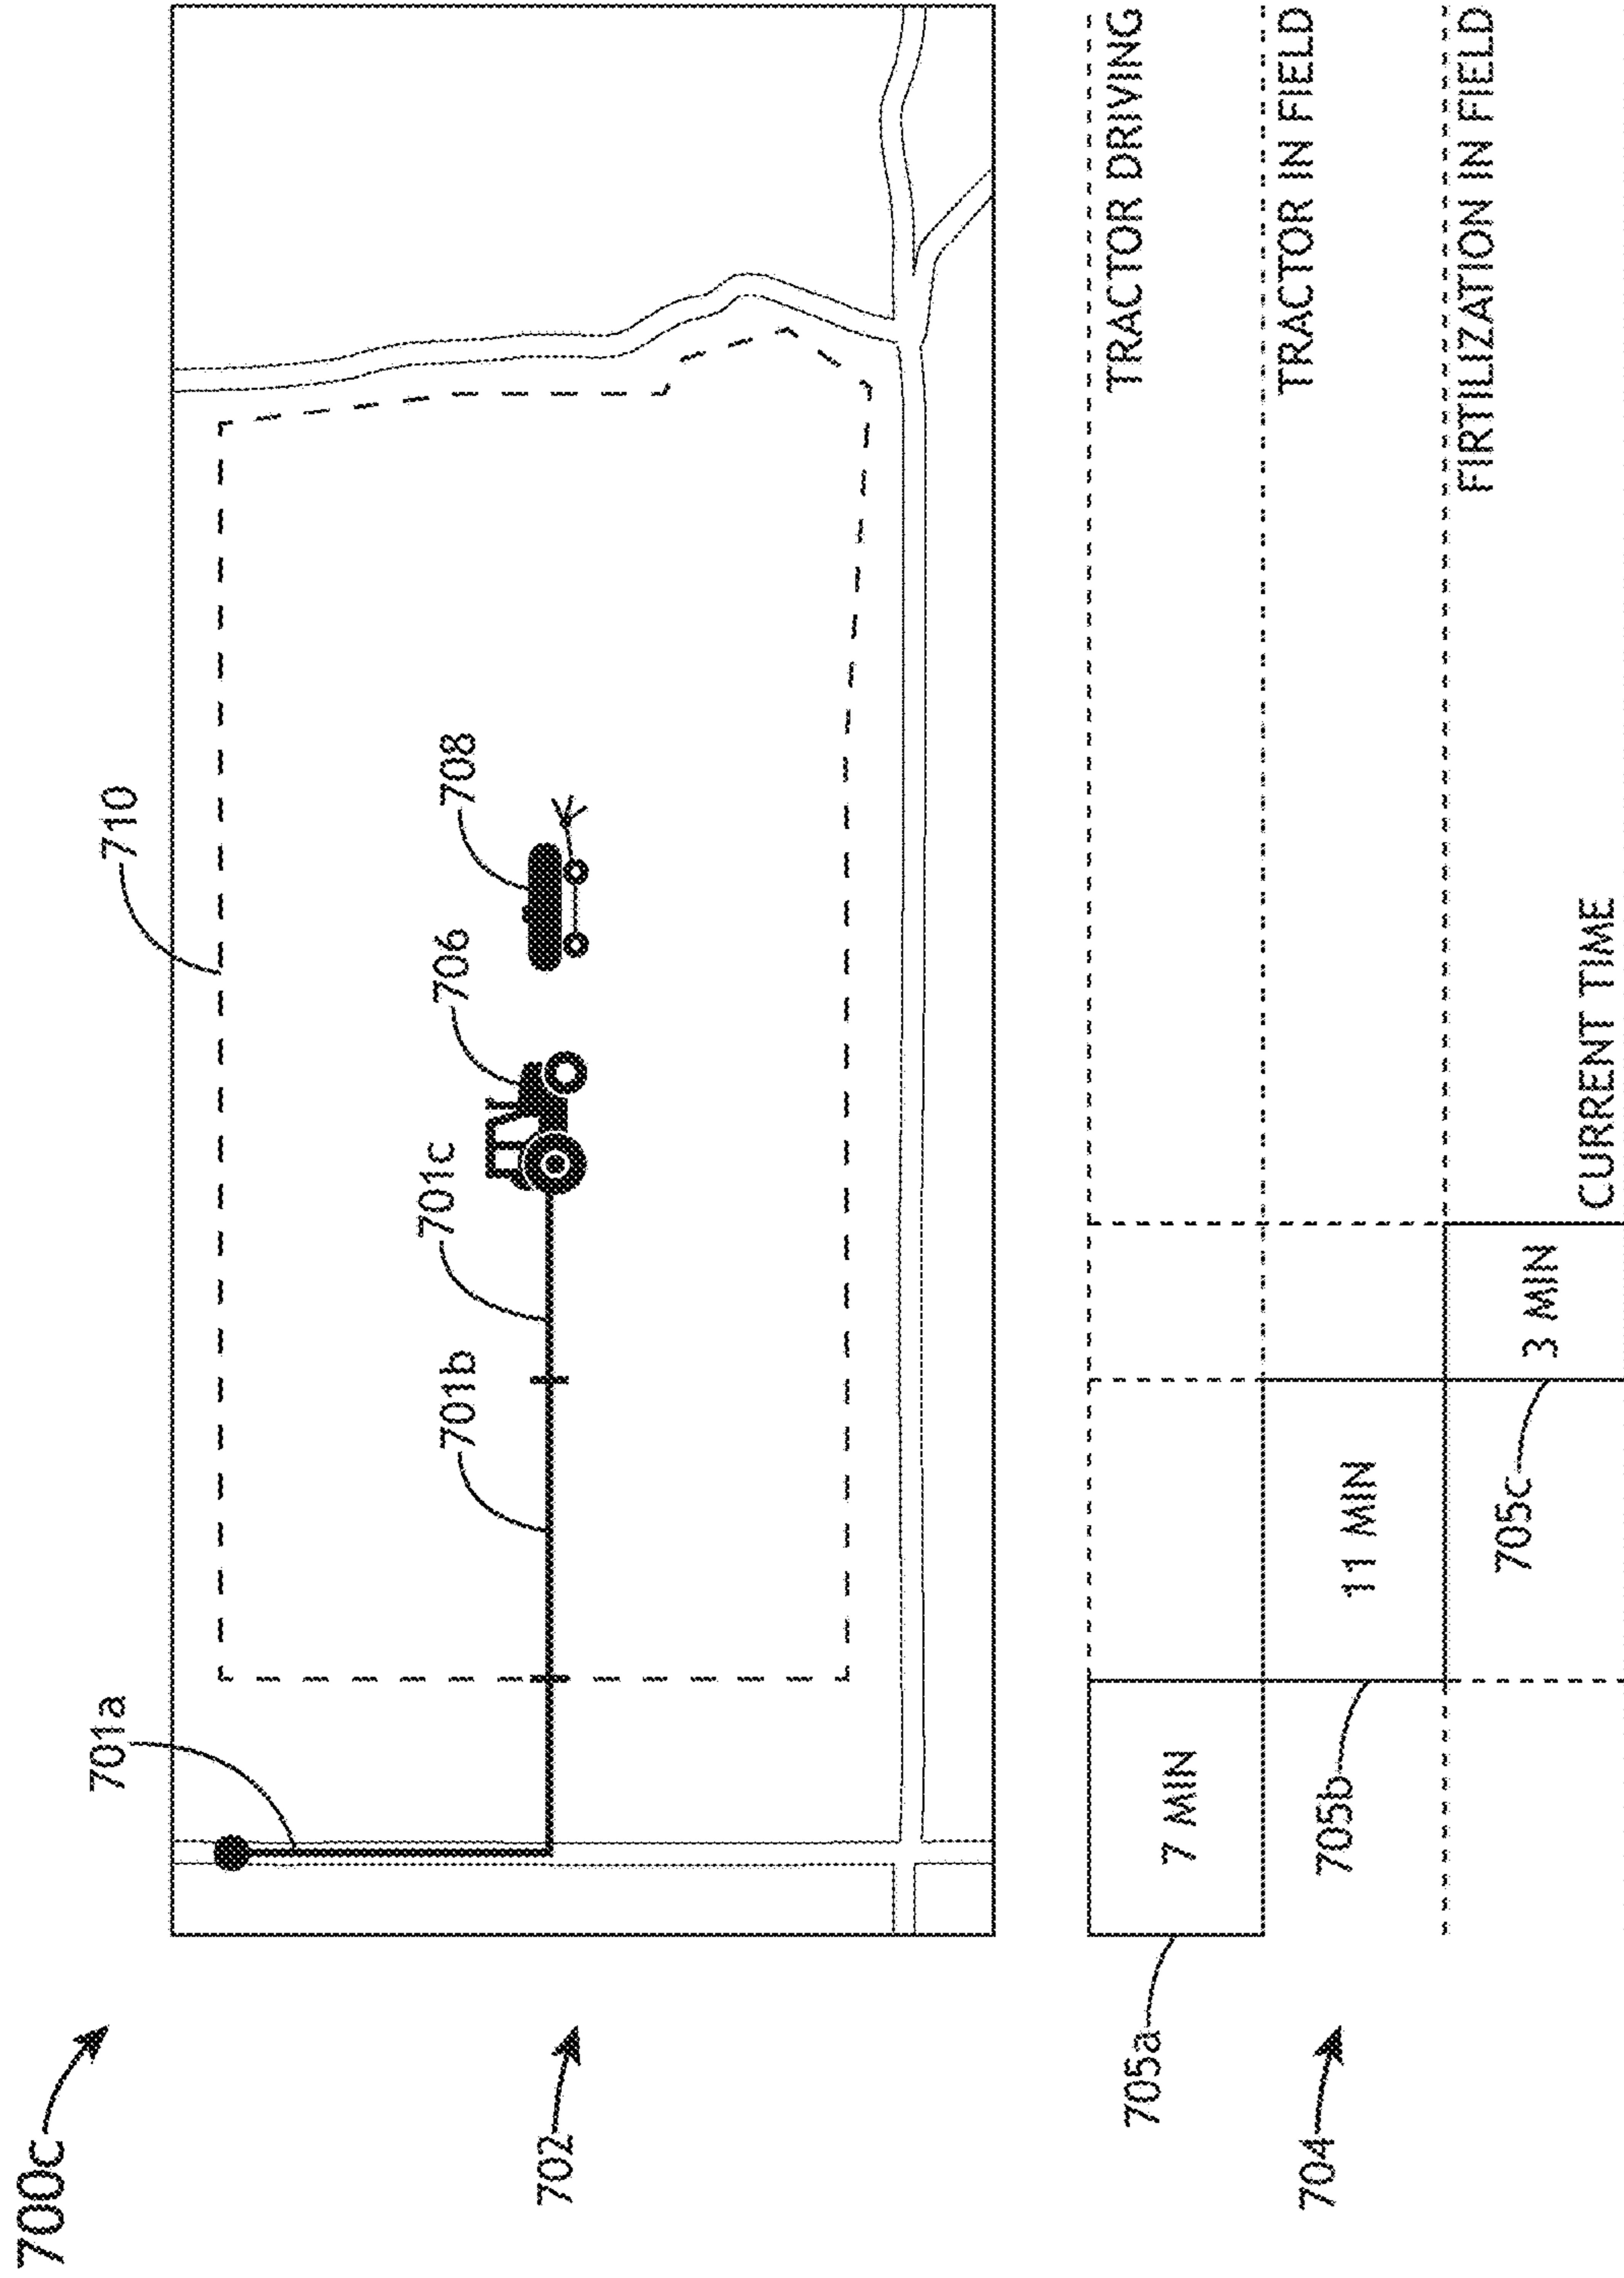 700c
710
701a
702
701b
701c
706
708
705a
7 MIN
TRACTOR DRIVING
704
705b
11 MIN
TRACTOR IN FIELD
705c
3 MIN
FIRTILIZATION IN FIELD
CURRENT TIME